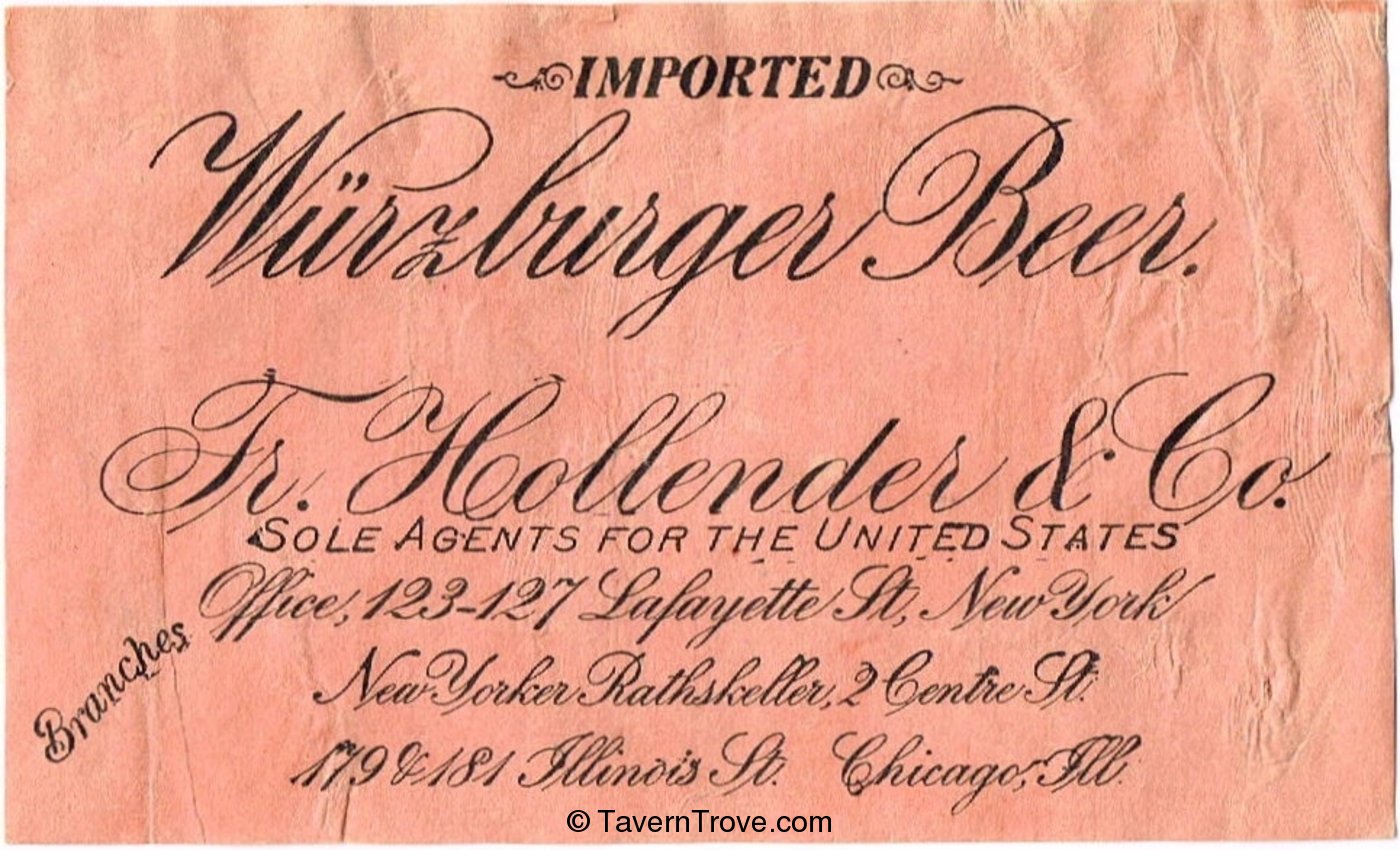 IMPORTED
Würzburger Beer.
Fr. Hollender & Co.
SOLE AGENTS FOR THE UNITED STATES
Office, 123-127 Lafayette St., New York
Branches
New Yorker Rathskeller, 2 Centre St.
179 & 181 Illinois St. Chicago, Ill.
© TavernTrove.com